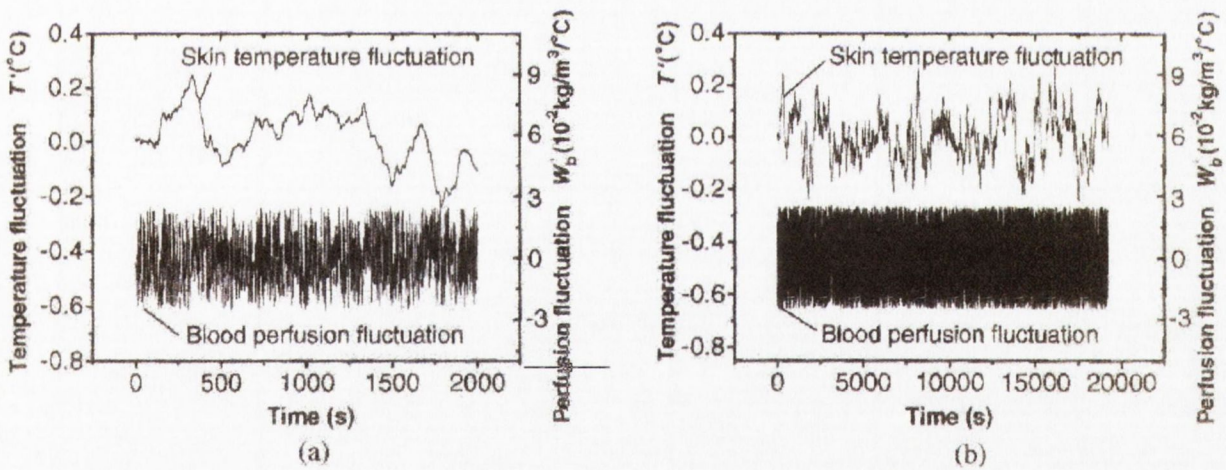 Temperature fluctuation T'(°C)
0.4
0.2
0.0
-0.2
-0.4
-0.6
-0.8
Skin temperature fluctuation
Blood perfusion fluctuation
9
6
3
0
-3
Perfusion fluctuation W'b(10-2kg/m3/°C)
0 500 1000 1500 2000
Time (s)
(a)
Temperature fluctuation T'(°C)
0.4
0.2
0.0
-0.2
-0.4
-0.6
-0.8
Skin temperature fluctuation
Blood perfusion fluctuation
9
6
3
0
-3
Perfusion fluctuation W'b(10-2kg/m3/°C)
0 5000 10000 15000 20000
Time (s)
(b)